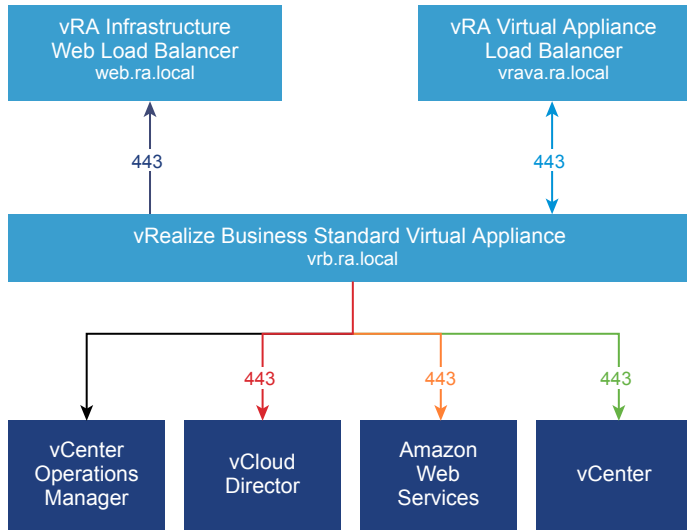 vRA Infrastructure
Web Load Balancer
web.ra.local
vRA Virtual Appliance
Load Balancer
vrava.ra.local
443
443
vRealize Business Standard Virtual Appliance
vrb.ra.local
443
443
443
vCenter
Operations
Manager
vCloud
Director
Amazon
Web
Services
vCenter